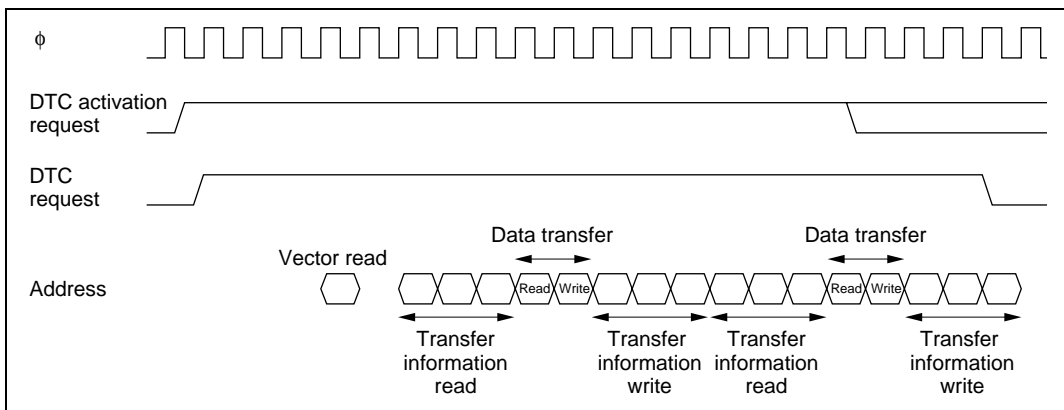 ϕ
DTC activation
request
DTC
request
Data transfer
Data transfer
Vector read
Address
Read
Write
Read
Write
Transfer
information
read
Transfer
information
write
Transfer
information
read
Transfer
information
write